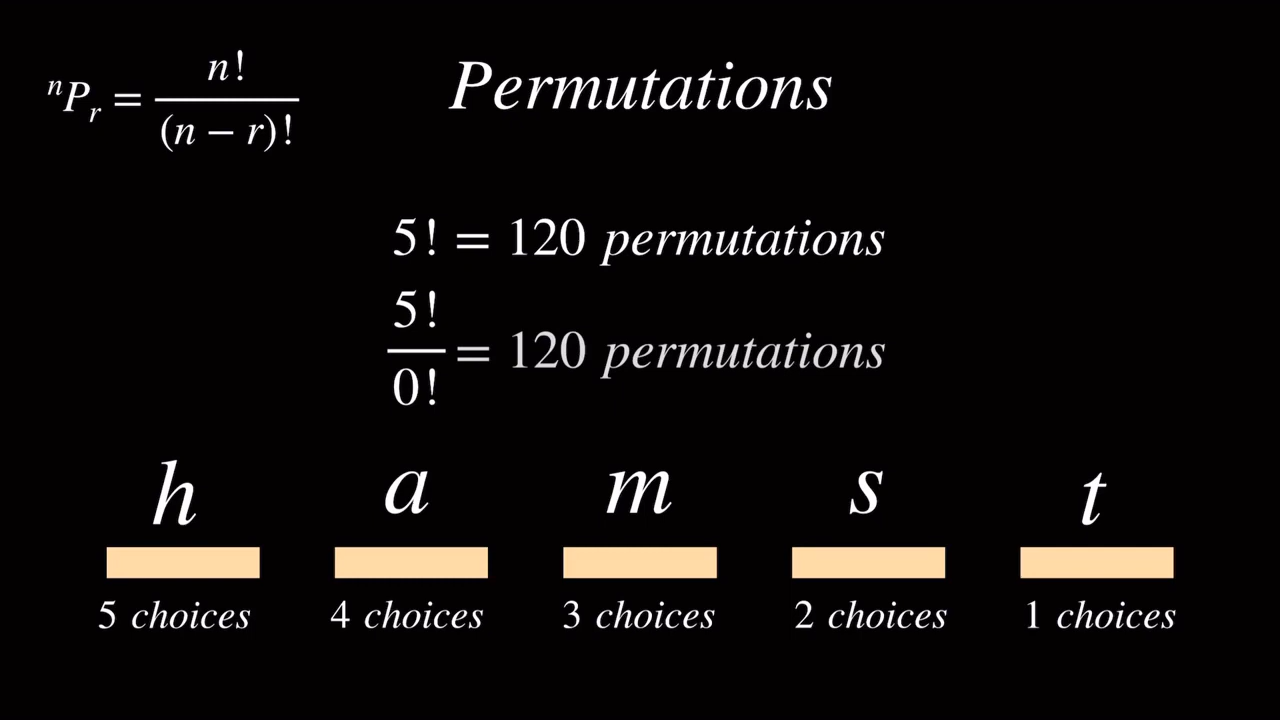 Permutations
ⁿPᵣ = n! / (n − r)!
5! = 120 permutations
5! / 0! = 120 permutations
h a m s t
5 choices 4 choices 3 choices 2 choices 1 choices